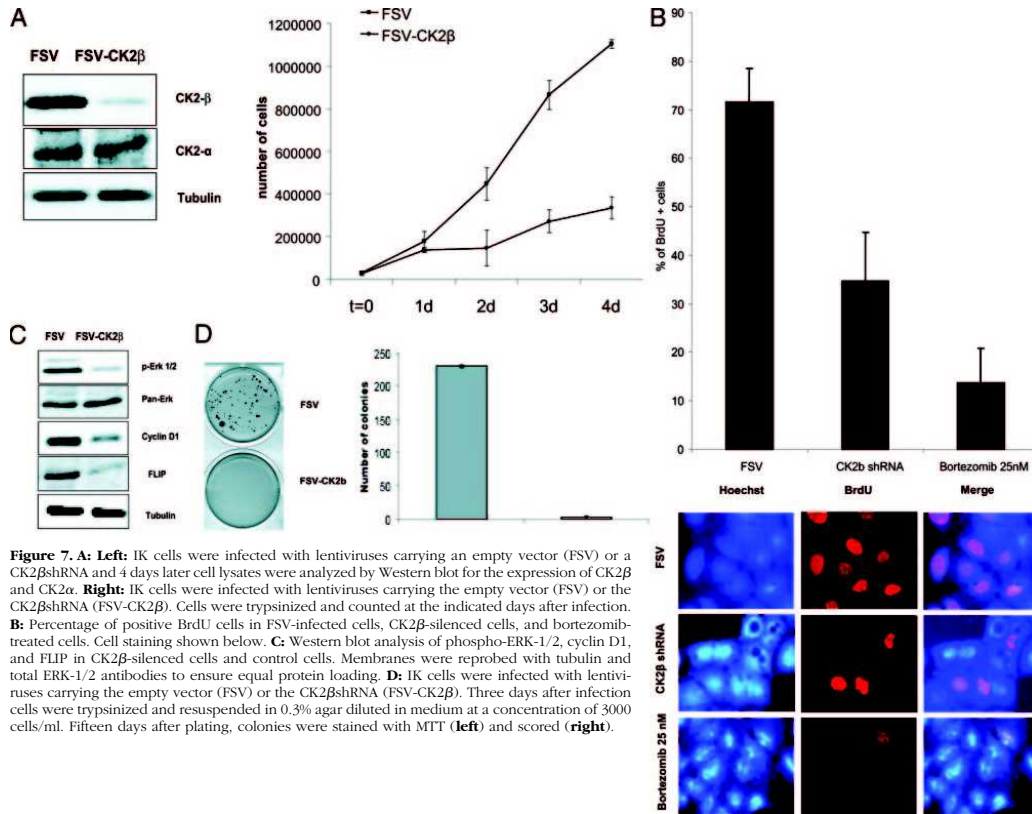 A
FSV FSV-CK2β
CK2-β
CK2-α
Tubulin
FSV
FSV-CK2β
number of cells
1200000
1000000
800000
600000
400000
200000
0
t=0 1d 2d 3d 4d
B
% of BrdU + cells
90
80
70
60
50
40
30
20
10
0
FSV CK2b shRNA Bortezomib 25nM
Hoechst BrdU Merge
FSV
CK2β shRNA
Bortezomib 25 nM
C
FSV FSV-CK2β
p-Erk 1/2
Pan-Erk
Cyclin D1
FLIP
Tubulin
D
FSV
FSV-CK2b
Number of colonies
250
200
150
100
50
0
Figure 7. A: Left: IK cells were infected with lentiviruses carrying an empty vector (FSV) or a
CK2βshRNA and 4 days later cell lysates were analyzed by Western blot for the expression of CK2β
and CK2α. Right: IK cells were infected with lentiviruses carrying the empty vector (FSV) or the
CK2βshRNA (FSV-CK2β). Cells were trypsinized and counted at the indicated days after infection.
B: Percentage of positive BrdU cells in FSV-infected cells, CK2β-silenced cells, and bortezomib-
treated cells. Cell staining shown below. C: Western blot analysis of phospho-ERK-1/2, cyclin D1,
and FLIP in CK2β-silenced cells and control cells. Membranes were reprobed with tubulin and
total ERK-1/2 antibodies to ensure equal protein loading. D: IK cells were infected with lentivi-
ruses carrying the empty vector (FSV) or the CK2βshRNA (FSV-CK2β). Three days after infection
cells were trypsinized and resuspended in 0.3% agar diluted in medium at a concentration of 3000
cells/ml. Fifteen days after plating, colonies were stained with MTT (left) and scored (right).